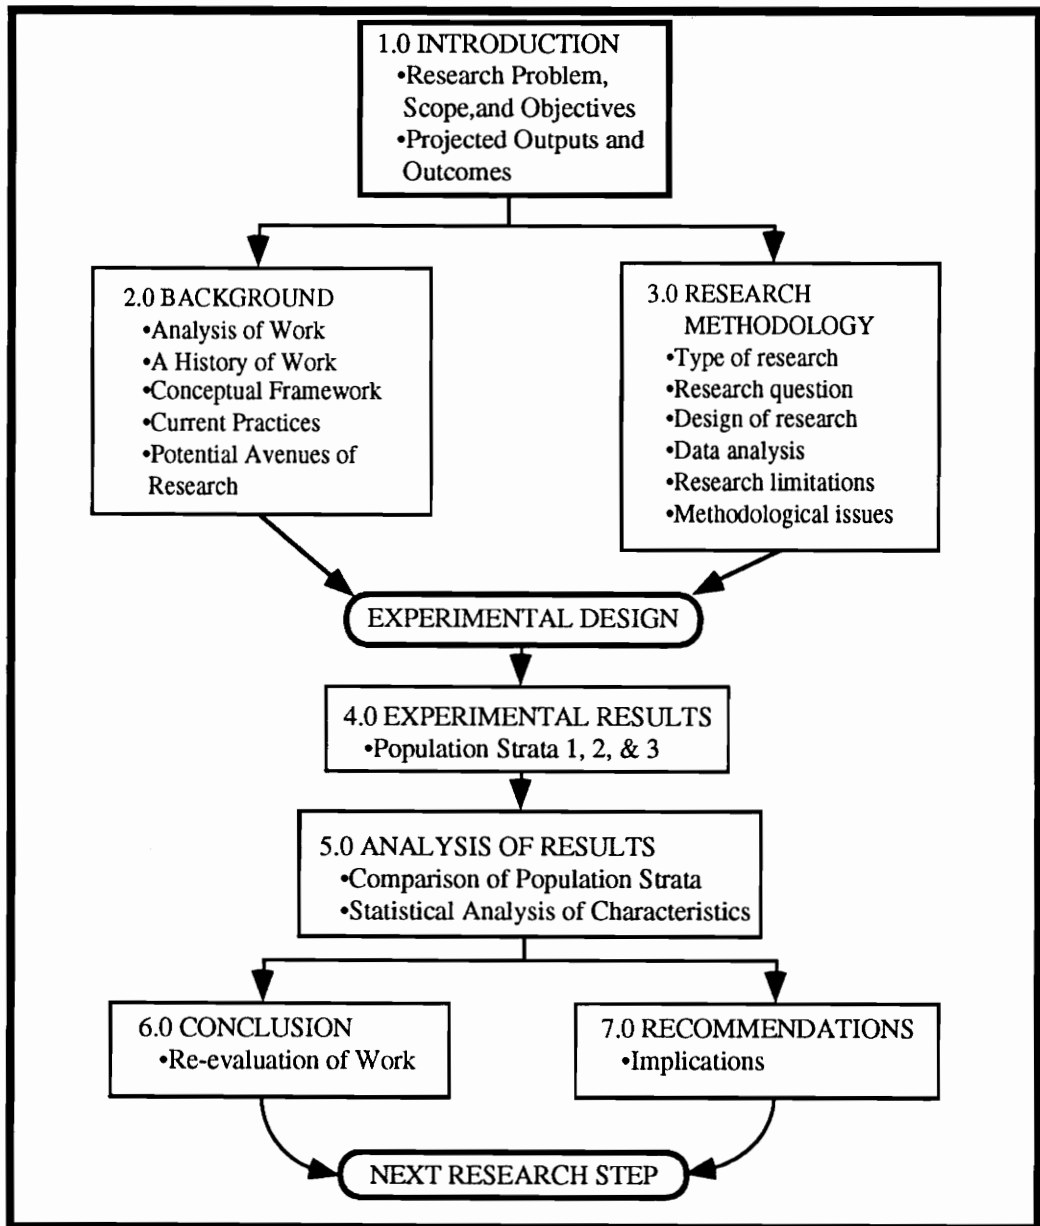 1.0 INTRODUCTION
•Research Problem,
Scope,and Objectives
•Projected Outputs and
Outcomes
2.0 BACKGROUND
•Analysis of Work
•A History of Work
•Conceptual Framework
•Current Practices
•Potential Avenues of
Research
3.0 RESEARCH
METHODOLOGY
•Type of research
•Research question
•Design of research
•Data analysis
•Research limitations
•Methodological issues
EXPERIMENTAL DESIGN
4.0 EXPERIMENTAL RESULTS
•Population Strata 1, 2, & 3
5.0 ANALYSIS OF RESULTS
•Comparison of Population Strata
•Statistical Analysis of Characteristics
6.0 CONCLUSION
•Re-evaluation of Work
7.0 RECOMMENDATIONS
•Implications
NEXT RESEARCH STEP